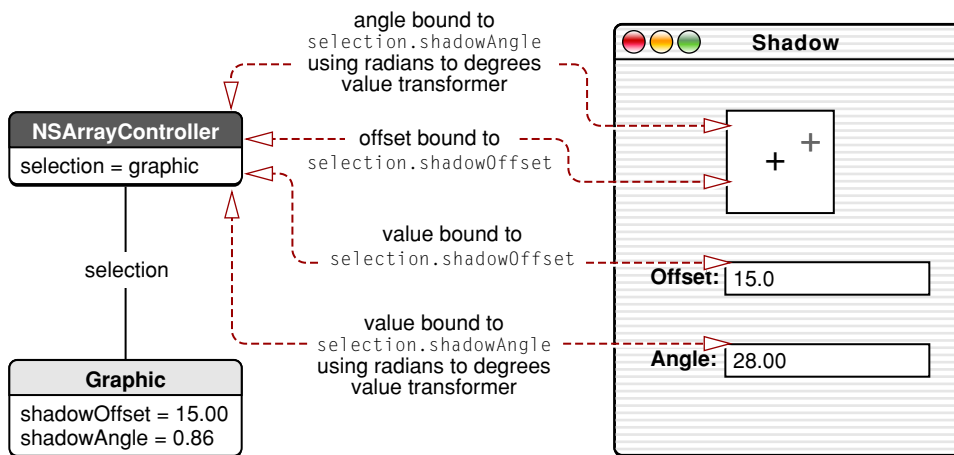 angle bound to
selection.shadowAngle
using radians to degrees
value transformer
Shadow
NSArrayController
selection = graphic
offset bound to
selection.shadowOffset
+
+
value bound to
selection.shadowOffset
selection
Offset: 15.0
value bound to
selection.shadowAngle
using radians to degrees
value transformer
Angle: 28.00
Graphic
shadowOffset = 15.00
shadowAngle = 0.86